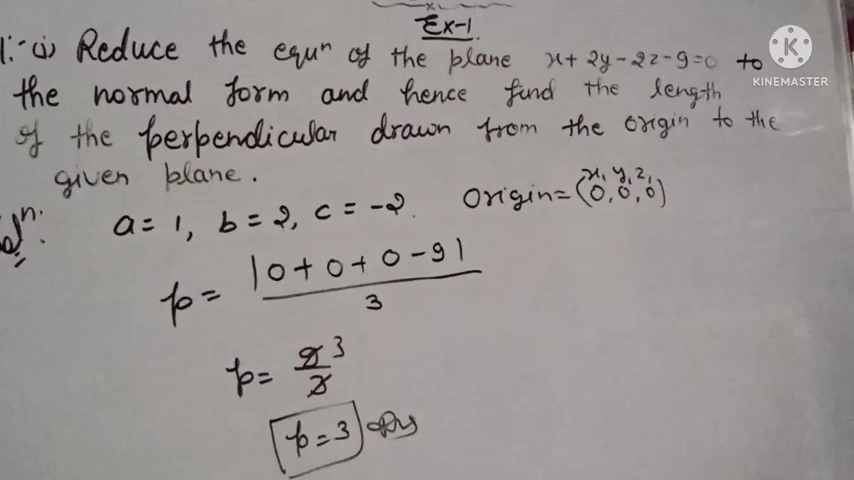 Ex-1
1:- (i) Reduce the equn of the plane x + 2y - 2z - 9 = 0 to
the normal form and hence find the length
of the perpendicular drawn from the origin to the
given plane.
Soln: a = 1, b = 2, c = -2 Origin = (0, 0, 0)
x, y, z,
p = |0 + 0 + 0 - 9| / 3
p = 9/3 3
p = 3 Ans
K
KINEMASTER